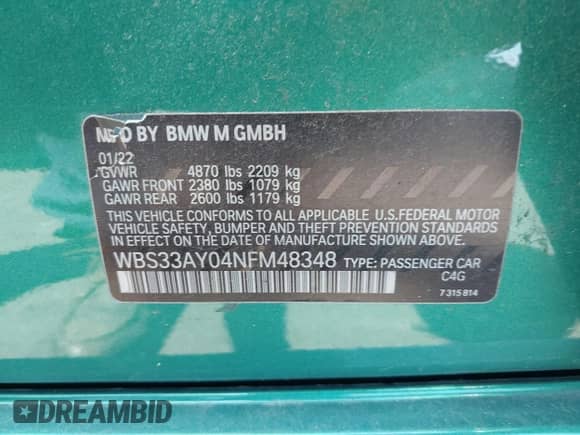 MFD BY BMW M GMBH
01/22
GVWR 4870 lbs 2209 kg
GAWR FRONT 2380 lbs 1079 kg
GAWR REAR 2600 lbs 1179 kg
THIS VEHICLE CONFORMS TO ALL APPLICABLE U.S.FEDERAL MOTOR
VEHICLE SAFETY, BUMPER AND THEFT PREVENTION STANDARDS
IN EFFECT ON THE DATE OF MANUFACTURE SHOWN ABOVE.
WBS33AY04NFM48348 TYPE: PASSENGER CAR
C4G
7 315 814
DREAMBID